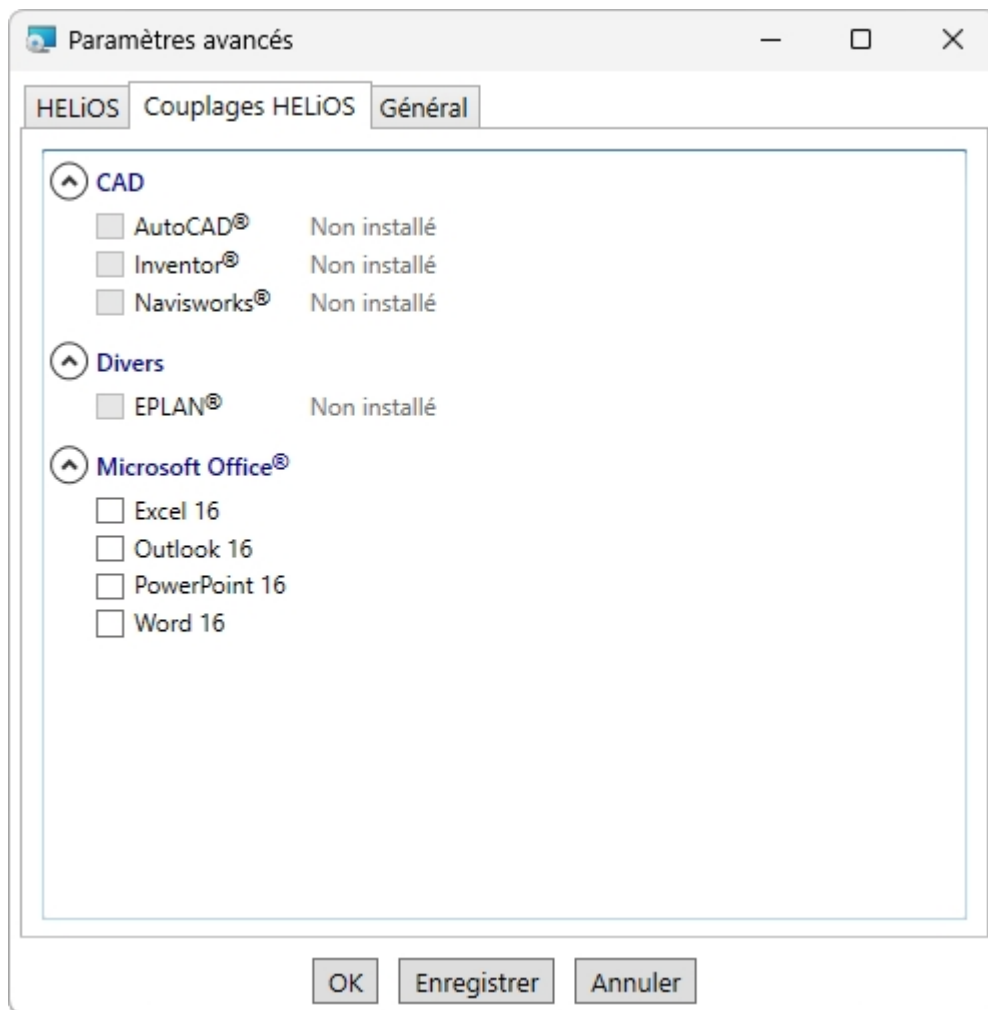 Paramètres avancés
HELiOS Couplages HELiOS Général
CAD
AutoCAD® Non installé
Inventor® Non installé
Navisworks® Non installé
Divers
EPLAN® Non installé
Microsoft Office®
Excel 16
Outlook 16
PowerPoint 16
Word 16
OK Enregistrer Annuler